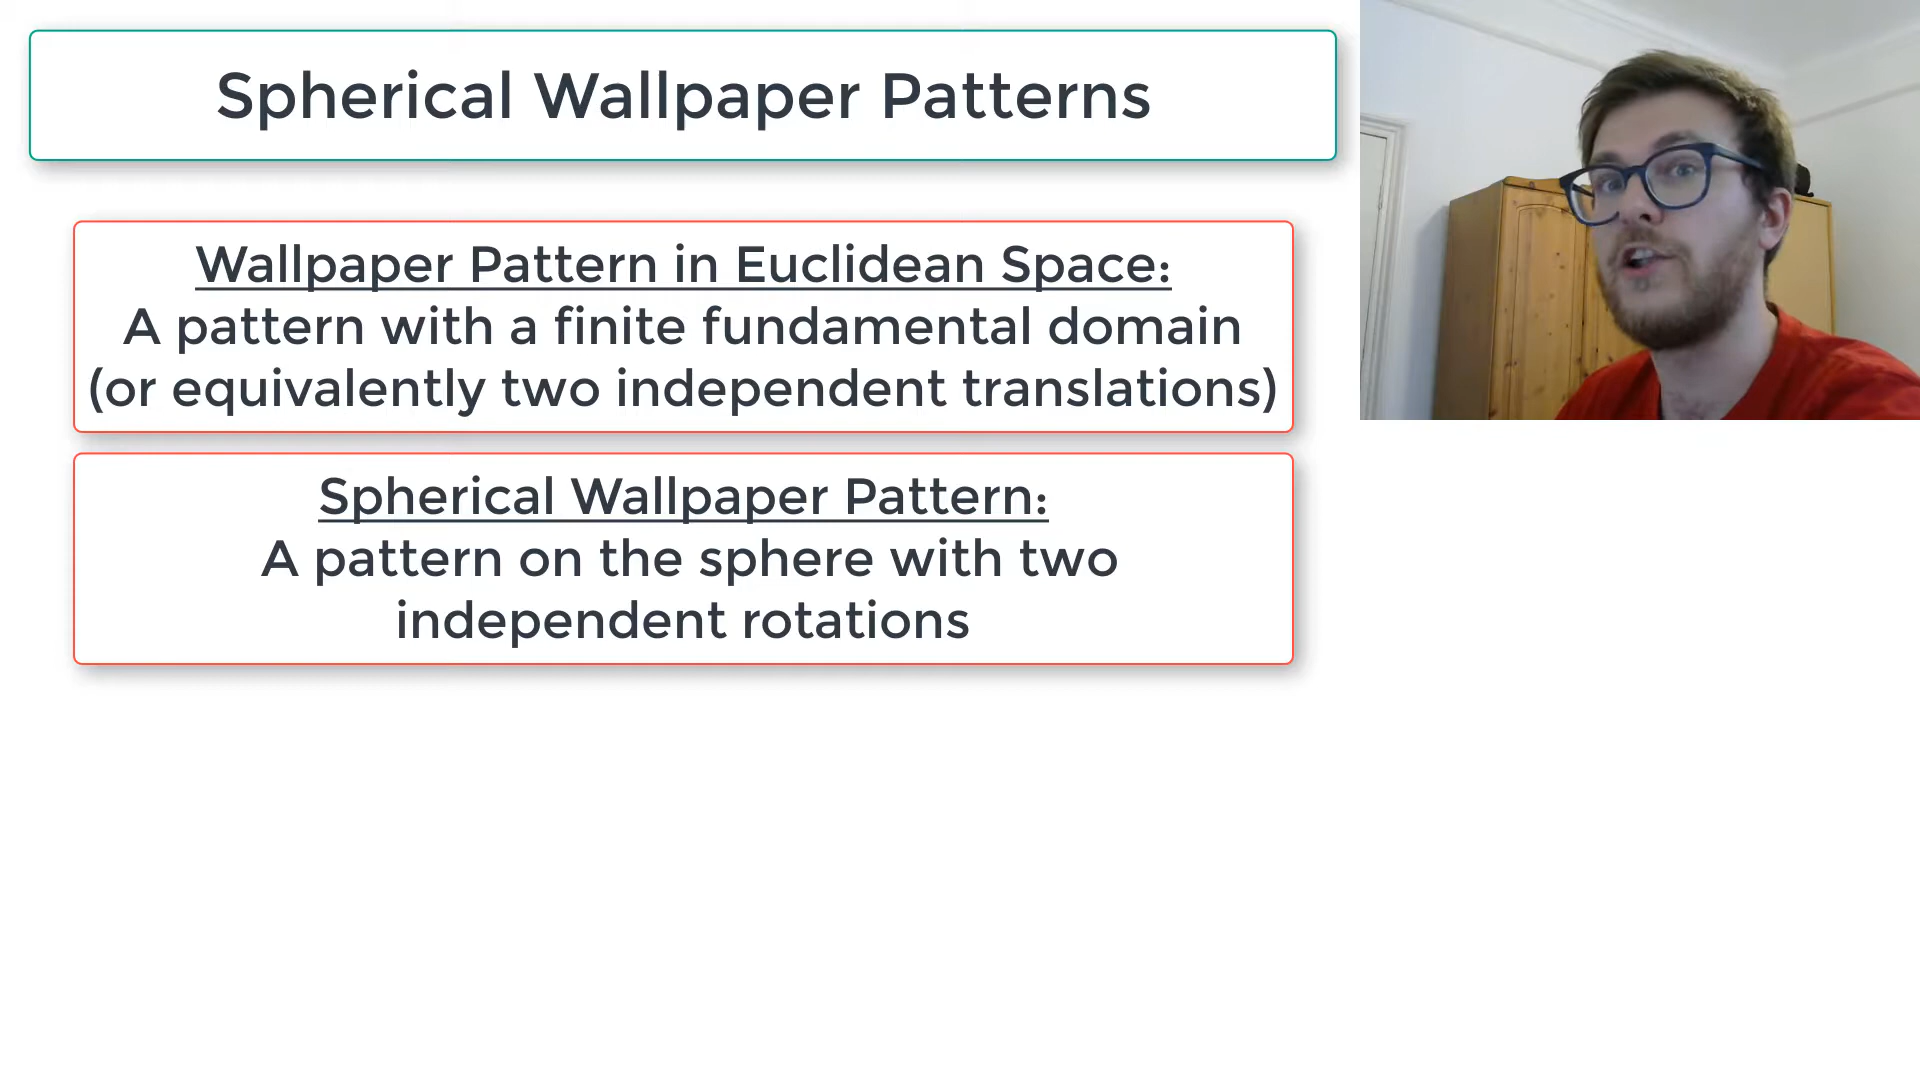 Spherical Wallpaper Patterns
Wallpaper Pattern in Euclidean Space:
A pattern with a finite fundamental domain
(or equivalently two independent translations)
Spherical Wallpaper Pattern:
A pattern on the sphere with two
independent rotations